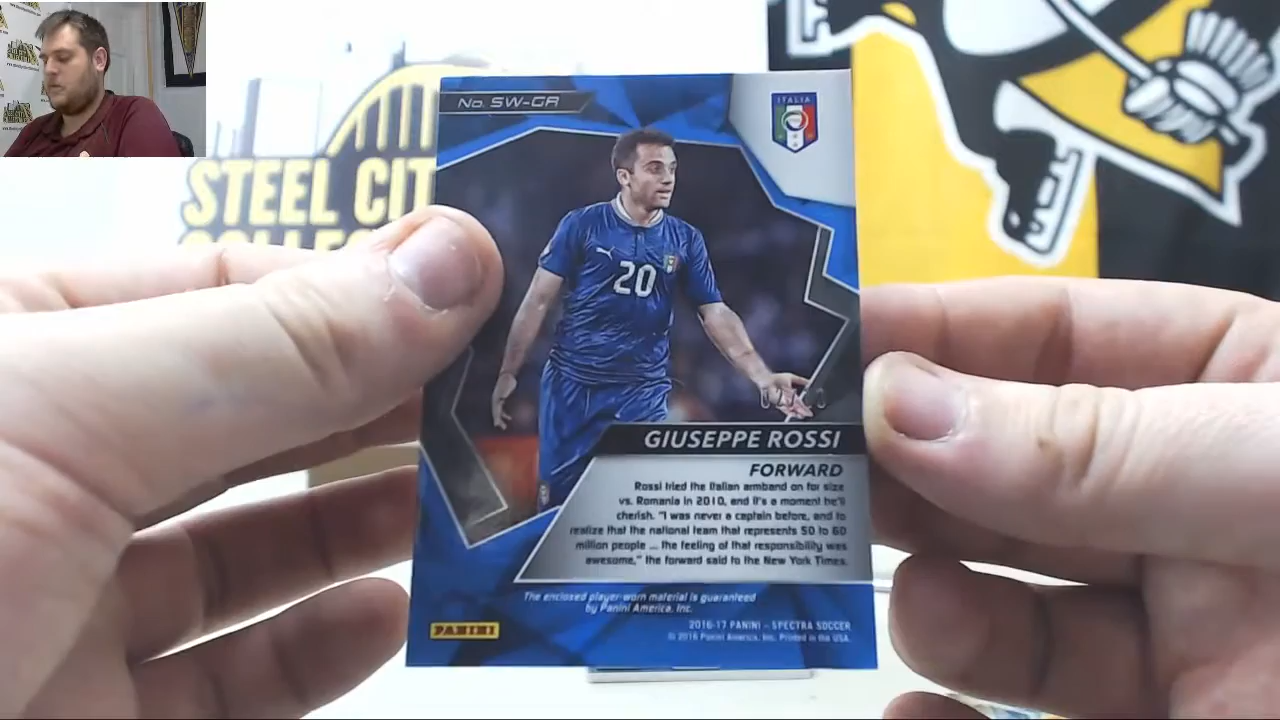 No. SW-GR
ITALIA
STEEL CIT
20
GIUSEPPE ROSSI
FORWARD
Rossi tried the Italian armband on for size
vs. Romania in 2010, and it's a moment he'll
cherish. "I was never a captain before, and to
realize that the national team that represents 50 to 60
million people ... the feeling of that responsibility was
awesome," the forward said to the New York Times.
The enclosed player-worn material is guaranteed
by Panini America, Inc.
PANINI
2016-17 PANINI - SPECTRA SOCCER
© 2016 Panini America, Inc. Printed in the USA.